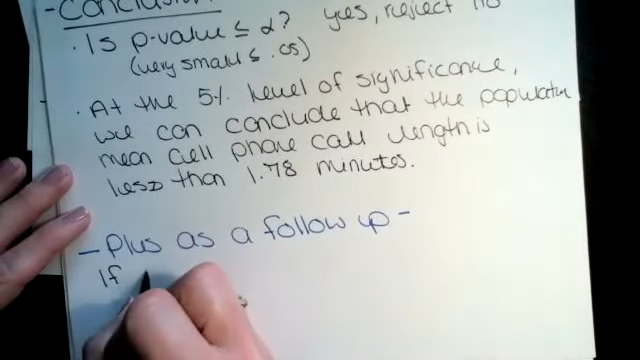 -Conclusion
• Is p-value ≤ α? yes, reject Ho
(very small ≤ .05)
• At the 5% level of significance,
we can conclude that the population
mean cell phone call length is
less than 1.78 minutes.
- Plus as a follow up -
If